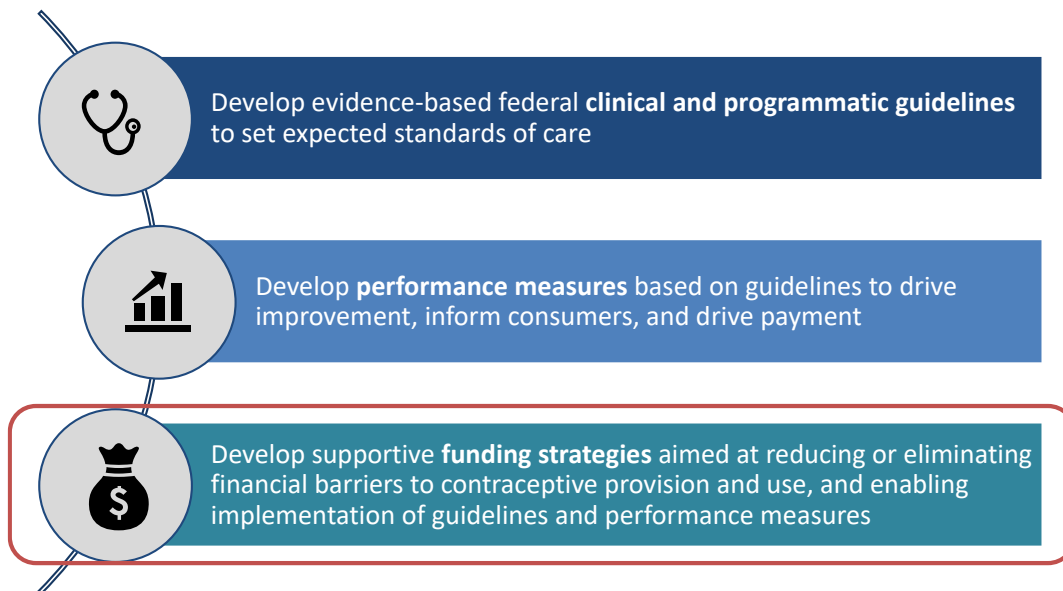 Develop evidence-based federal clinical and programmatic guidelines
to set expected standards of care
Develop performance measures based on guidelines to drive
improvement, inform consumers, and drive payment
$
Develop supportive funding strategies aimed at reducing or eliminating
financial barriers to contraceptive provision and use, and enabling
implementation of guidelines and performance measures